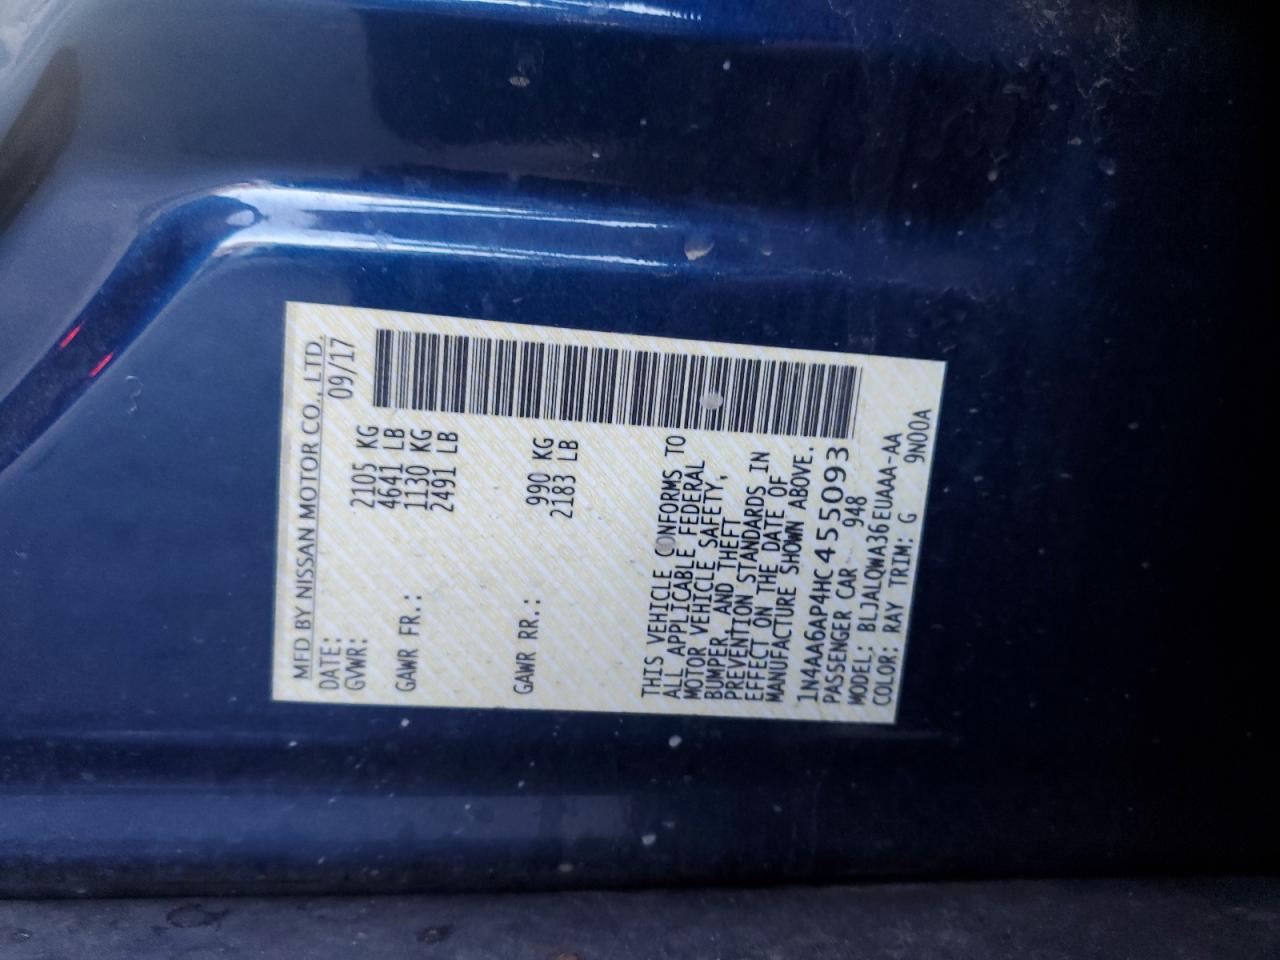 MFD BY NISSAN MOTOR CO., LTD.
DATE: 09/17
GVWR: 2105 KG
4641 LB
GAWR FR.: 1130 KG
2491 LB
GAWR RR.: 990 KG
2183 LB
THIS VEHICLE CONFORMS TO
ALL APPLICABLE FEDERAL
MOTOR VEHICLE SAFETY,
BUMPER, AND THEFT
PREVENTION STANDARDS IN
EFFECT ON THE DATE OF
MANUFACTURE SHOWN ABOVE.
1N4AA6AP4HC455093
PASSENGER CAR 948
MODEL: BLJALQWA36EUAAA-AA
COLOR: RAY TRIM: G 9N00A